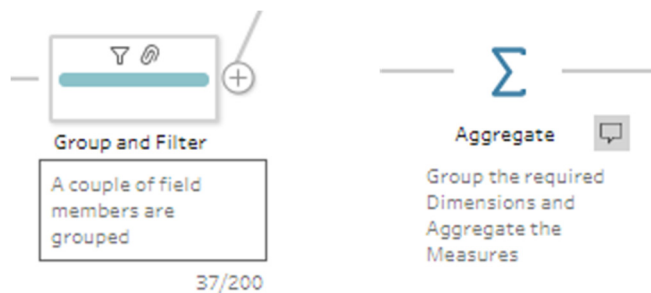 Group and Filter
A couple of field
members are
grouped
37/200
Aggregate
Group the required
Dimensions and
Aggregate the
Measures